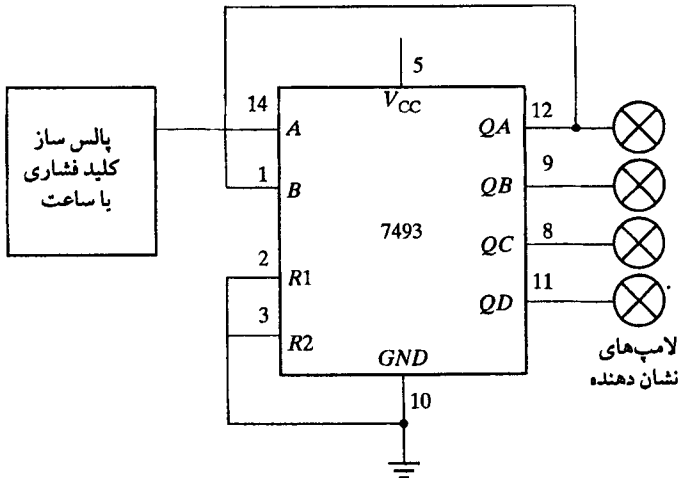 5
14
V_CC
12
پالس ساز
کلید فشاری
یا ساعت
A
QA
9
1
B
QB
7493
8
2
QC
R1
11
3
QD
R2
لامپ‌های
نشان دهنده
GND
10